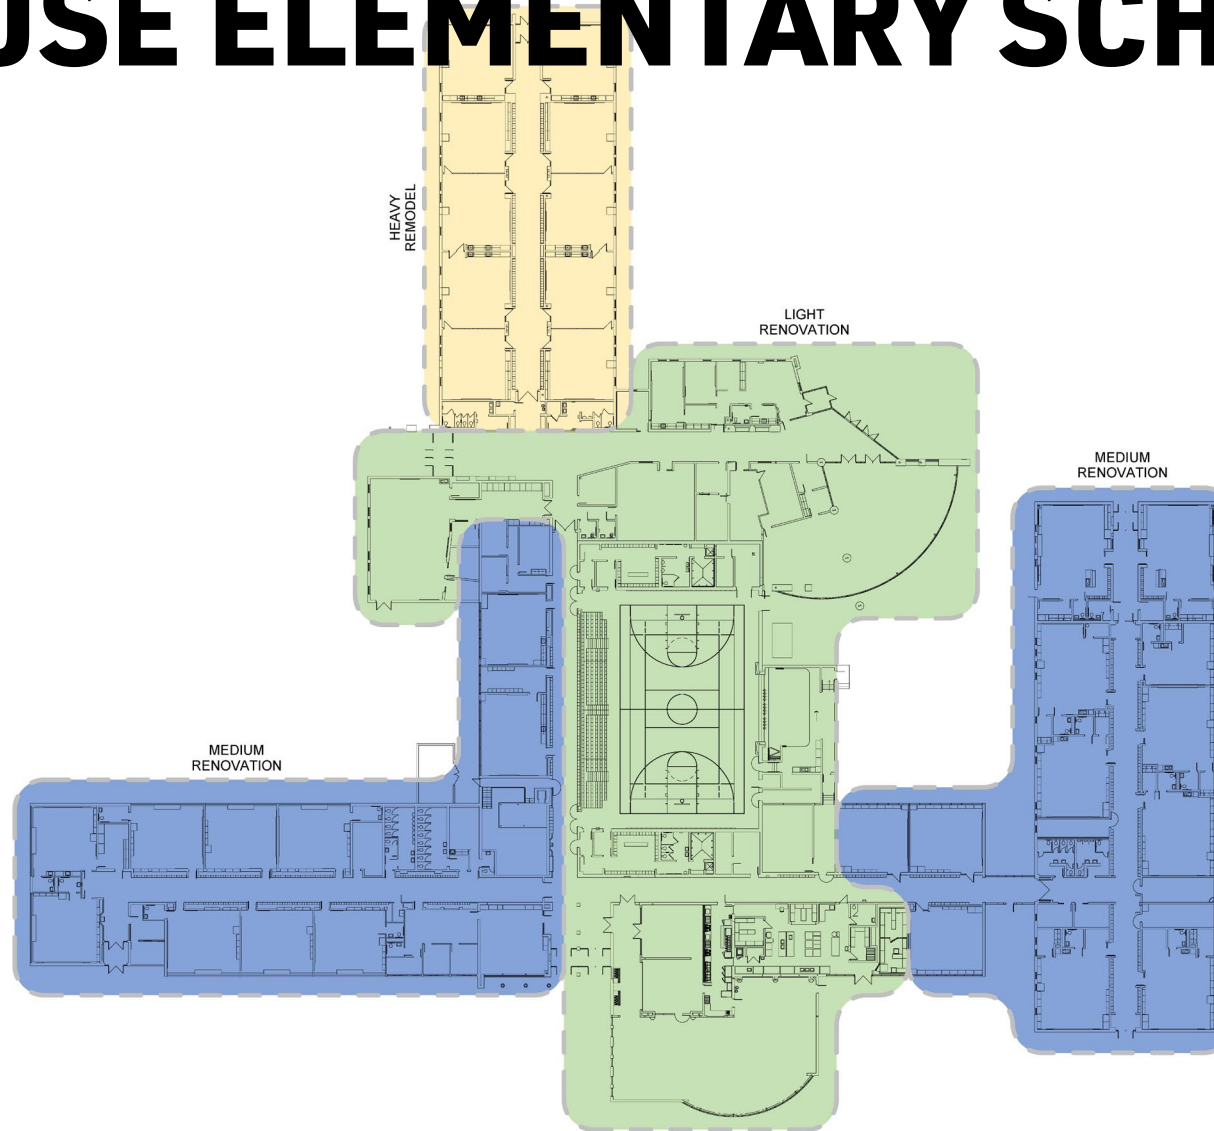 USE ELEMENTARY SCH
HEAVY
REMODEL
LIGHT
RENOVATION
MEDIUM
RENOVATION
MEDIUM
RENOVATION